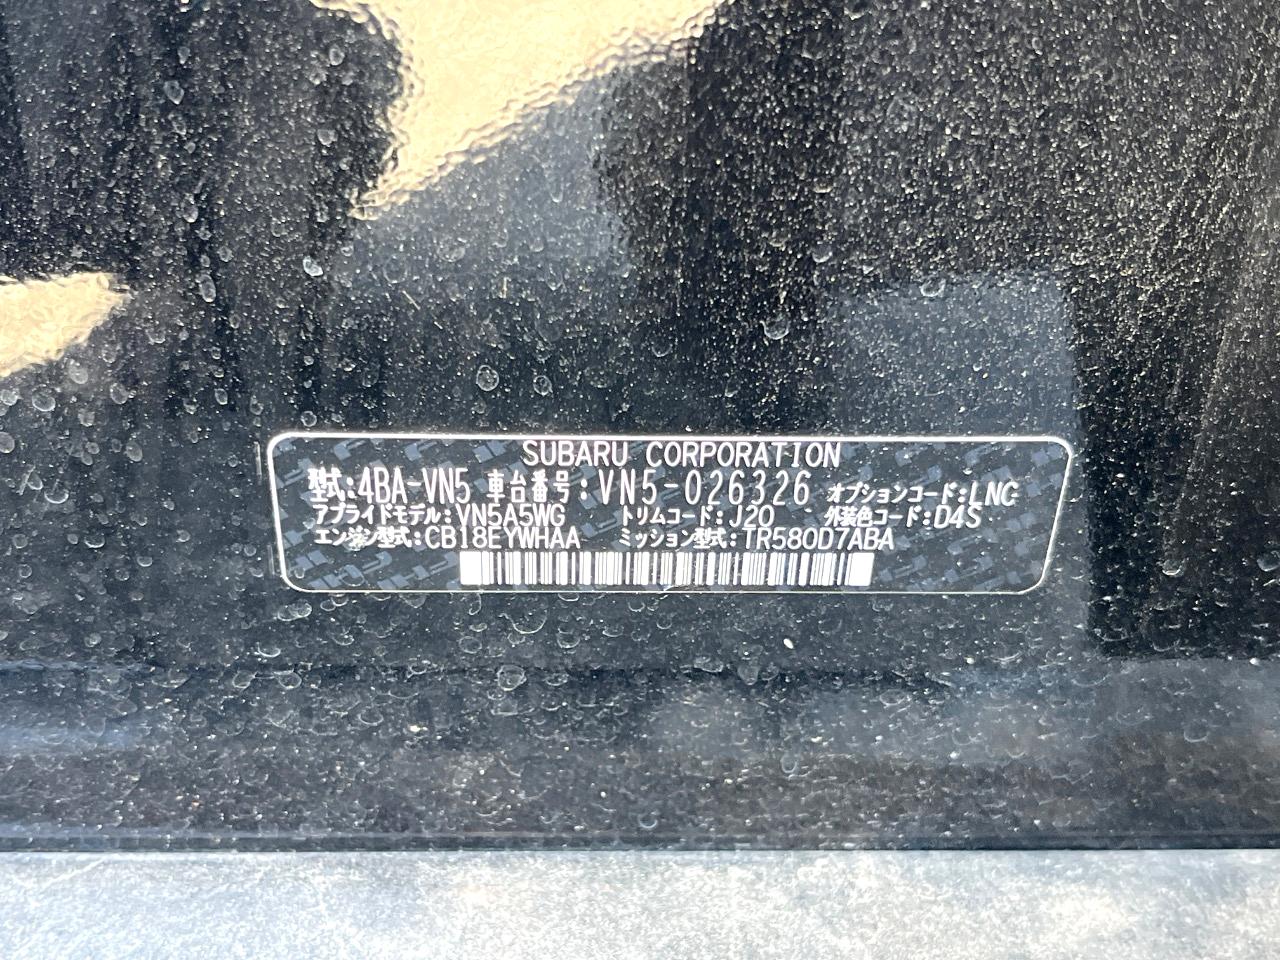 SUBARU CORPORATION
型式:4BA-VN5 車台番号:VN5-026326 オプションコード:LNC
アプライドモデル:VN5A5WG トリムコード:J20 外装色コード:D4S
エンジン型式:CB18EYWHAA ミッション型式:TR580D7ABA